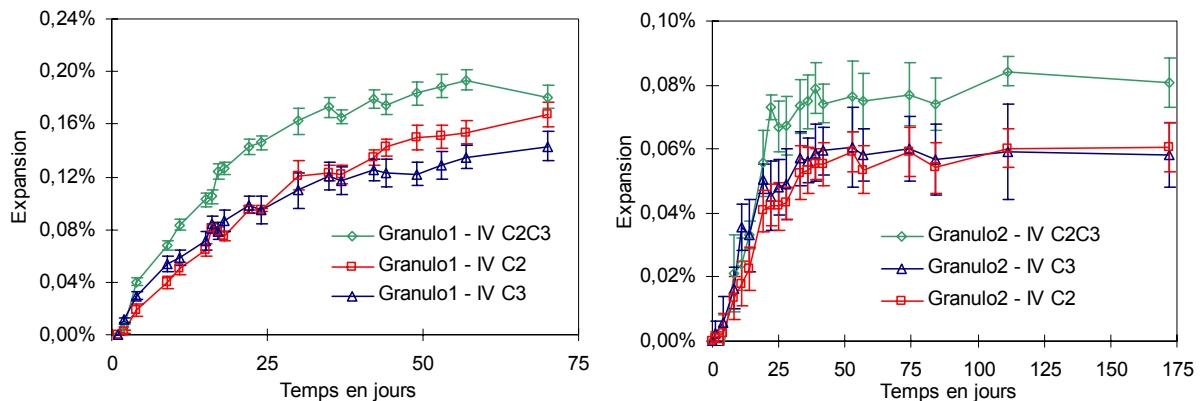 0,24%
0,20%
0,16%
0,12%
0,08%
0,04%
0,00%
Expansion
Granulo1 - IV C2C3
Granulo1 - IV C2
Granulo1 - IV C3
0
25
50
75
Temps en jours
0,10%
0,08%
0,06%
0,04%
0,02%
0,00%
Expansion
Granulo2 - IV C2C3
Granulo2 - IV C3
Granulo2 - IV C2
0
25
50
75
100
125
150
175
Temps en jours